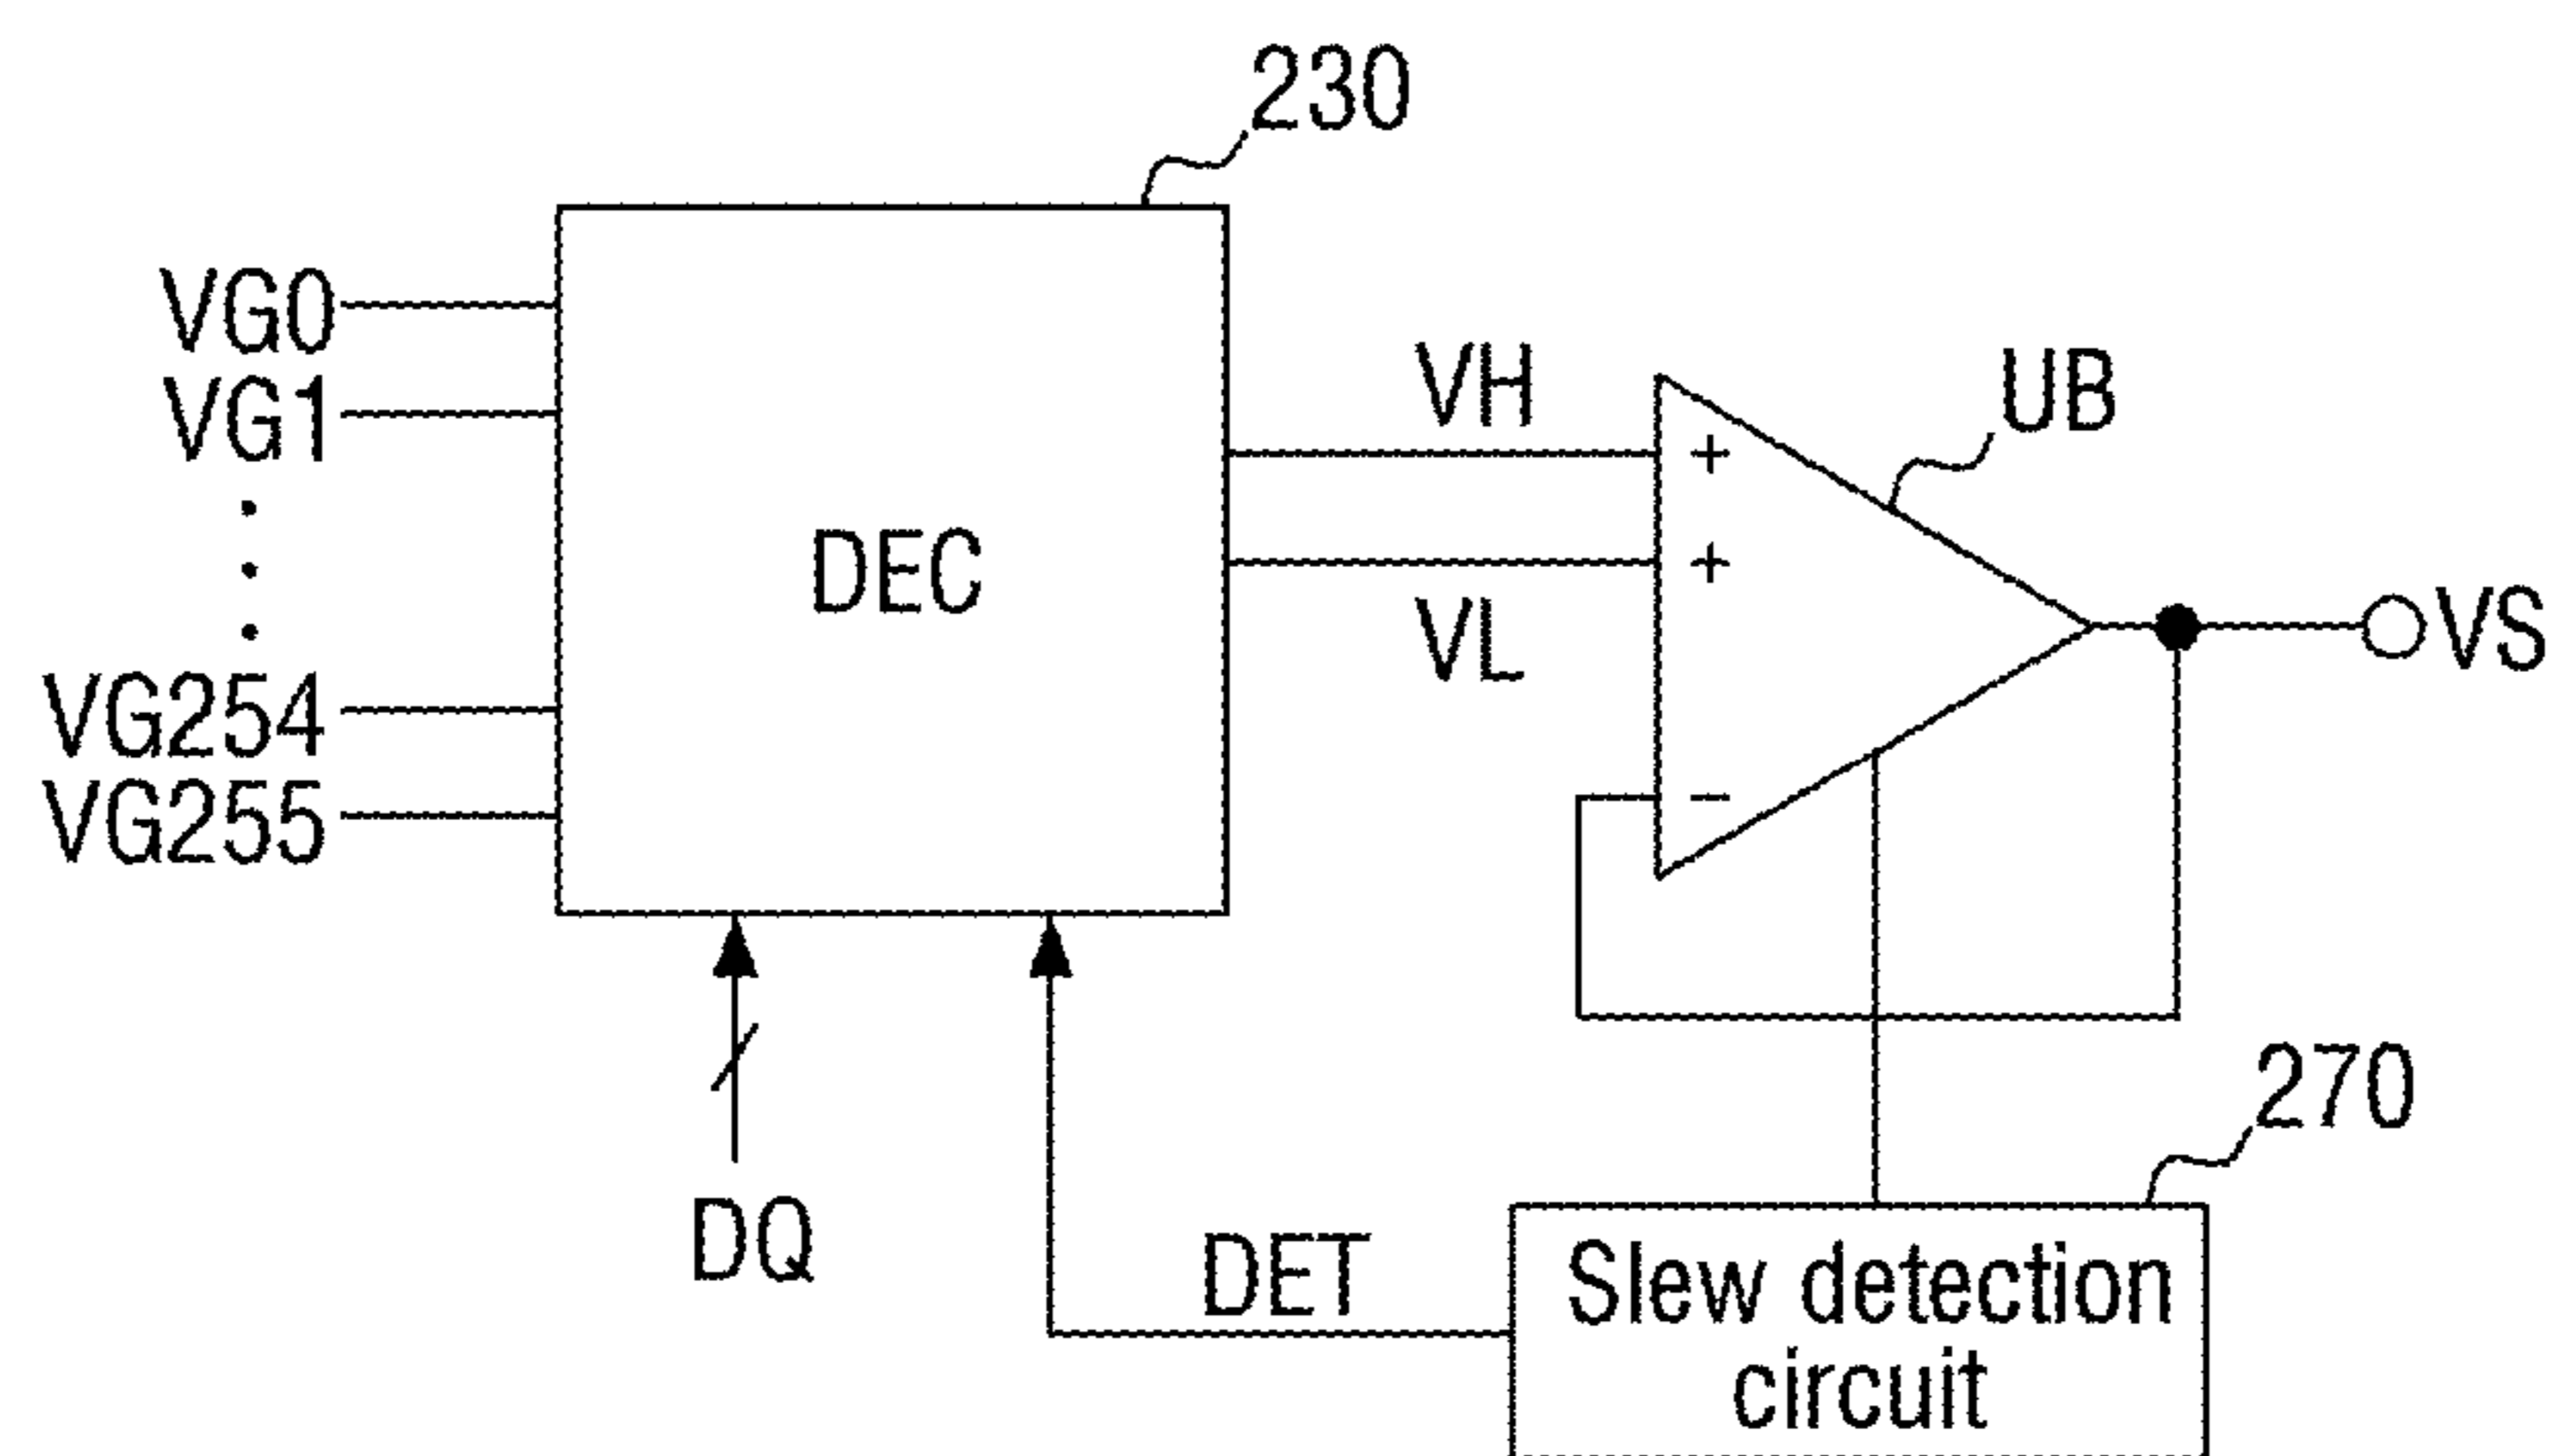 230
VG0
VG1
VH
UB
DEC
VL
VS
VG254
VG255
+
+
−
270
DQ
DET
Slew detection
circuit